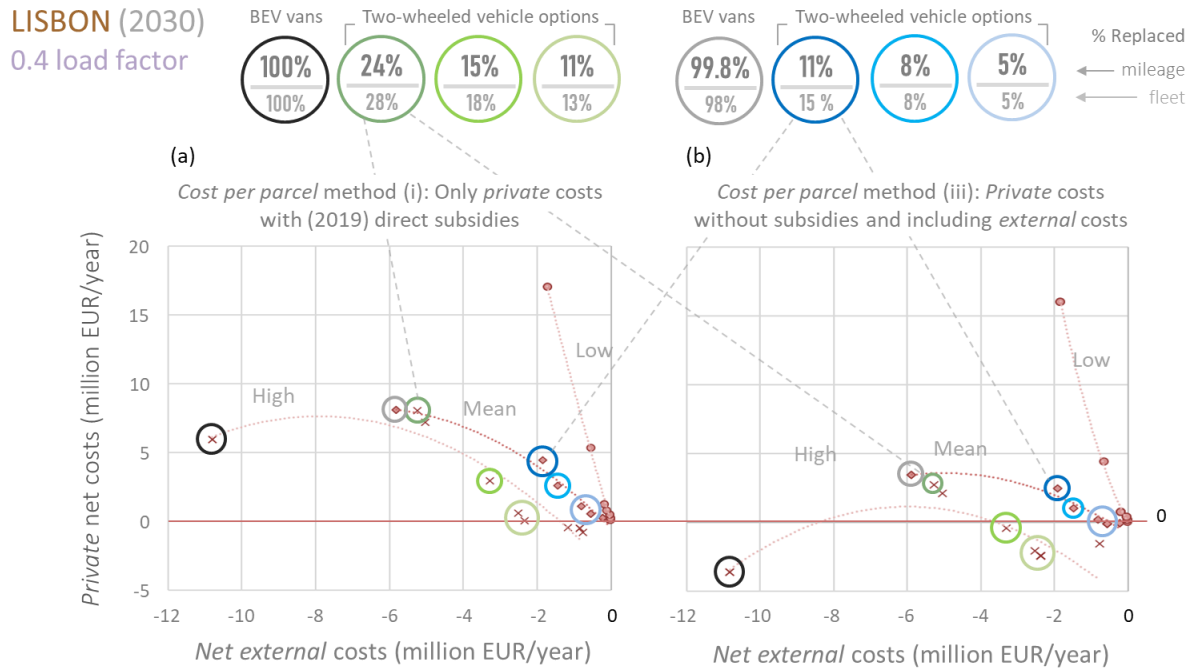 LISBON (2030)
0.4 load factor
BEV vans
Two-wheeled vehicle options
100%
100%
24%
28%
15%
18%
11%
13%
BEV vans
Two-wheeled vehicle options
99.8%
98%
11%
15 %
8%
8%
5%
5%
% Replaced
mileage
fleet
(a)
Cost per parcel method (i): Only private costs
with (2019) direct subsidies
(b)
Cost per parcel method (iii): Private costs
without subsidies and including external costs
Private net costs (million EUR/year)
20
15
10
5
0
-5
High
Mean
Low
-12
-10
-8
-6
-4
-2
0
Net external costs (million EUR/year)
High
Mean
Low
0
-12
-10
-8
-6
-4
-2
0
Net external costs (million EUR/year)